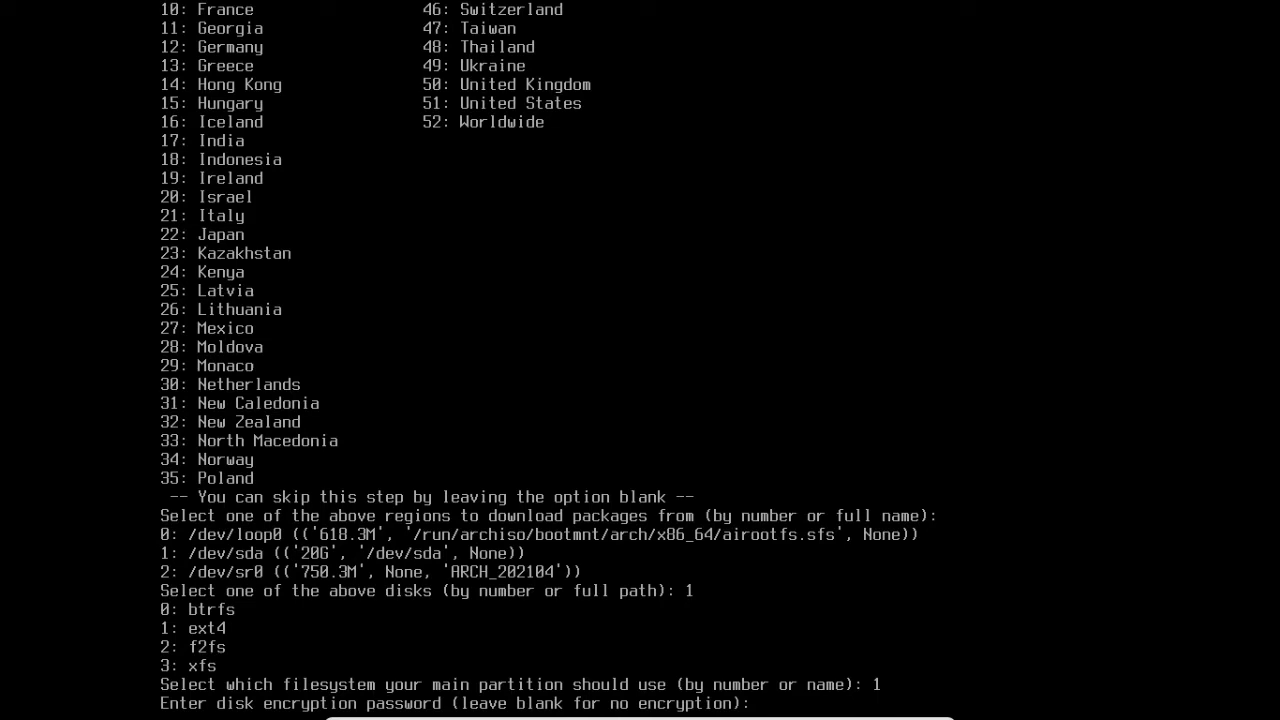 10: France 46: Switzerland
11: Georgia 47: Taiwan
12: Germany 48: Thailand
13: Greece 49: Ukraine
14: Hong Kong 50: United Kingdom
15: Hungary 51: United States
16: Iceland 52: Worldwide
17: India
18: Indonesia
19: Ireland
20: Israel
21: Italy
22: Japan
23: Kazakhstan
24: Kenya
25: Latvia
26: Lithuania
27: Mexico
28: Moldova
29: Monaco
30: Netherlands
31: New Caledonia
32: New Zealand
33: North Macedonia
34: Norway
35: Poland
-- You can skip this step by leaving the option blank --
Select one of the above regions to download packages from (by number or full name):
0: /dev/loop0 (('618.3M', '/run/archiso/bootmnt/arch/x86_64/airootfs.sfs', None))
1: /dev/sda (('20G', '/dev/sda', None))
2: /dev/sr0 (('750.3M', None, 'ARCH_202104'))
Select one of the above disks (by number or full path): 1
0: btrfs
1: ext4
2: f2fs
3: xfs
Select which filesystem your main partition should use (by number or name): 1
Enter disk encryption password (leave blank for no encryption):